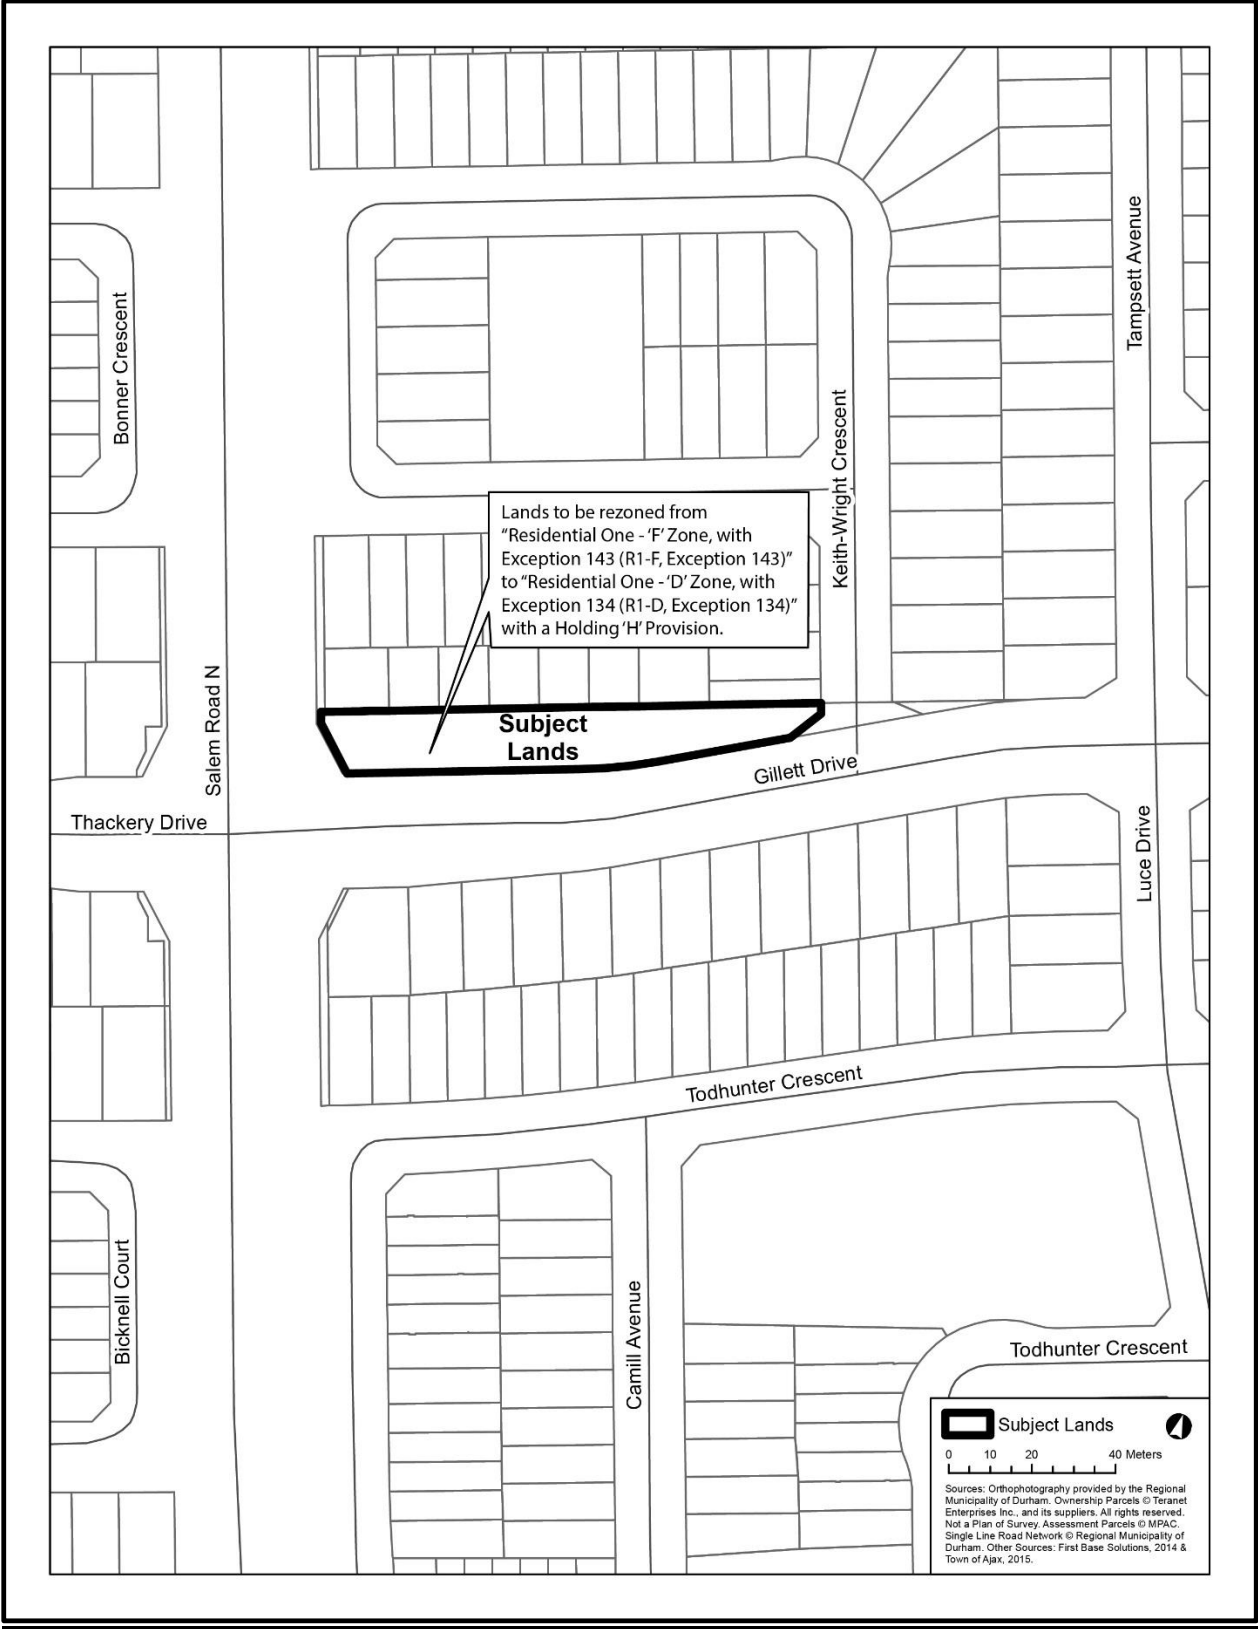 Bonner Crescent
Tampsett Avenue
Keith-Wright Crescent
Lands to be rezoned from
“Residential One - ‘F’ Zone, with
Exception 143 (R1-F, Exception 143)”
to “Residential One - ‘D’ Zone, with
Exception 134 (R1-D, Exception 134)”
with a Holding ‘H’ Provision.
Salem Road N
Subject
Lands
Gillett Drive
Thackery Drive
Luce Drive
Todhunter Crescent
Bicknell Court
Camill Avenue
Todhunter Crescent
Subject Lands
0 10 20 40 Meters
Sources: Orthophotography provided by the Regional
Municipality of Durham. Ownership Parcels © Teranet
Enterprises Inc., and its suppliers. All rights reserved.
Not a Plan of Survey. Assessment Parcels © MPAC.
Single Line Road Network © Regional Municipality of
Durham. Other Sources: First Base Solutions, 2014 &
Town of Ajax, 2015.